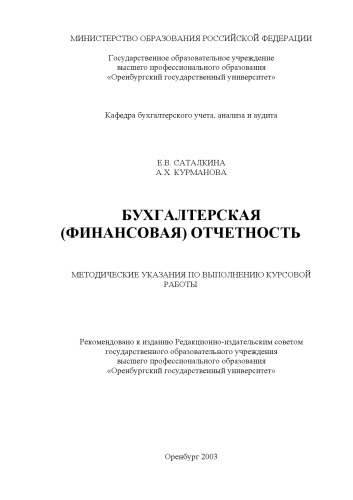 МИНИСТЕРСТВО ОБРАЗОВАНИЯ РОССИЙСКОЙ ФЕДЕРАЦИИ
Государственное образовательное учреждение
высшего профессионального образования
«Оренбургский государственный университет»
Кафедра бухгалтерского учета, анализа и аудита
Е.В. САТАЛКИНА
А.Х. КУРМАНОВА
БУХГАЛТЕРСКАЯ
(ФИНАНСОВАЯ) ОТЧЕТНОСТЬ
МЕТОДИЧЕСКИЕ УКАЗАНИЯ ПО ВЫПОЛНЕНИЮ КУРСОВОЙ
РАБОТЫ
Рекомендовано к изданию Редакционно-издательским советом
государственного образовательного учреждения
высшего профессионального образования
«Оренбургский государственный университет»
Оренбург 2003